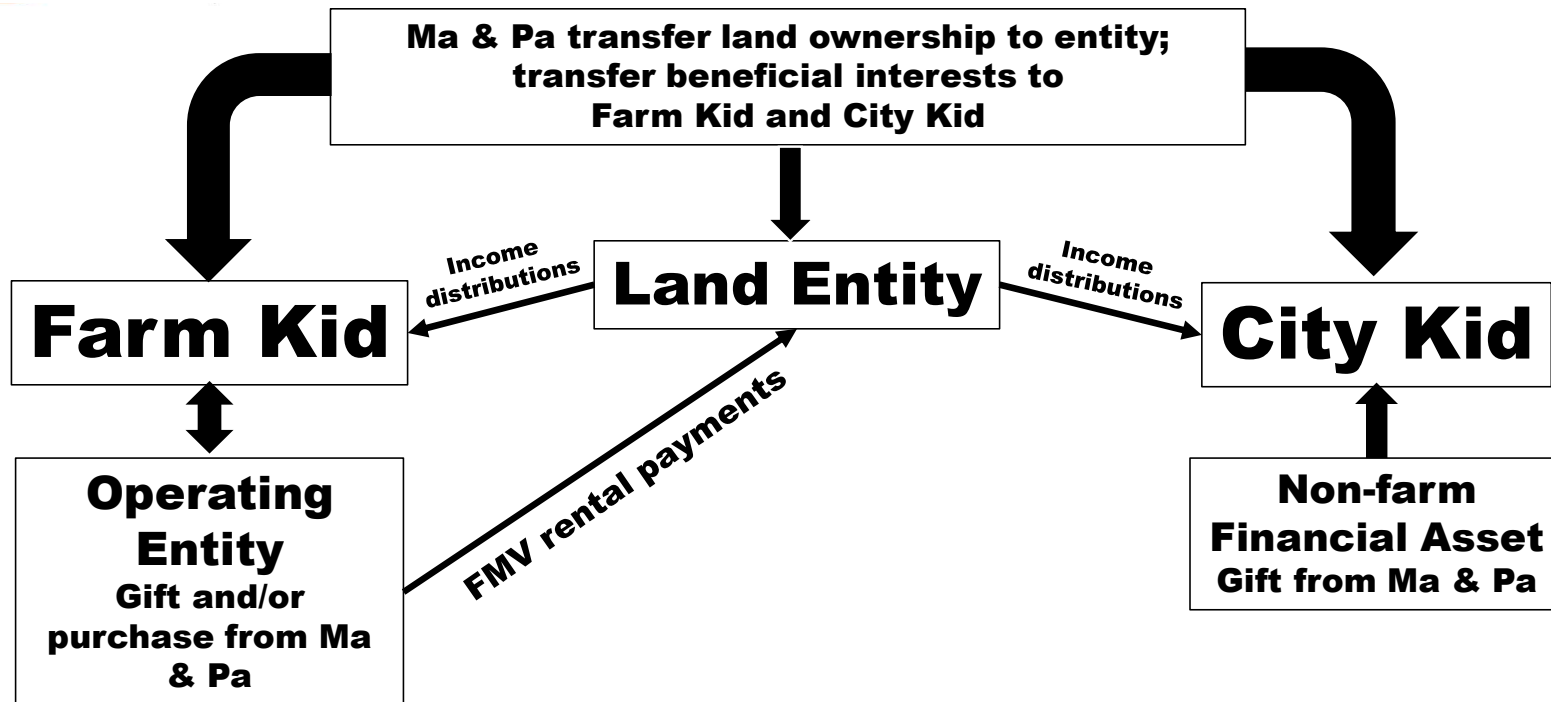 Ma & Pa transfer land ownership to entity;
transfer beneficial interests to
Farm Kid and City Kid
Income
distributions
Land Entity
Income
distributions
Farm Kid
City Kid
FMV rental payments
Operating
Entity
Gift and/or
purchase from Ma
& Pa
Non-farm
Financial Asset
Gift from Ma & Pa